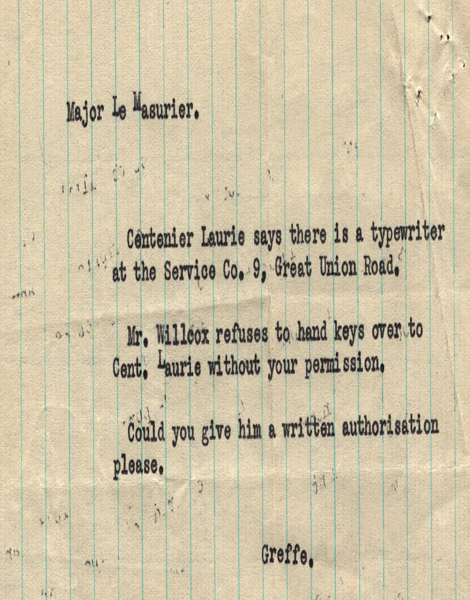 Major Le Masurier.
Centenier Laurie says there is a typewriter
at the Service Co. 9, Great Union Road.
Mr. Willcox refuses to hand keys over to
Cent. Laurie without your permission.
Could you give him a written authorisation
please.
Greffe.